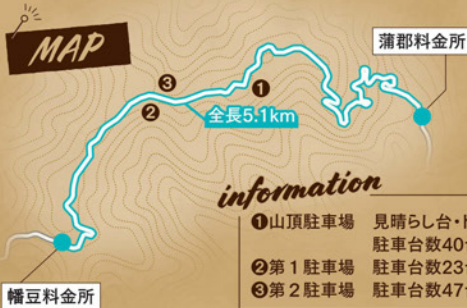 MAP
蒲郡料金所
❸
❶
❷
全長5.1km
幡豆料金所
information
❶山頂駐車場 見晴らし台・
駐車台数40
❷第1駐車場 駐車台数23
❸第2駐車場 駐車台数47